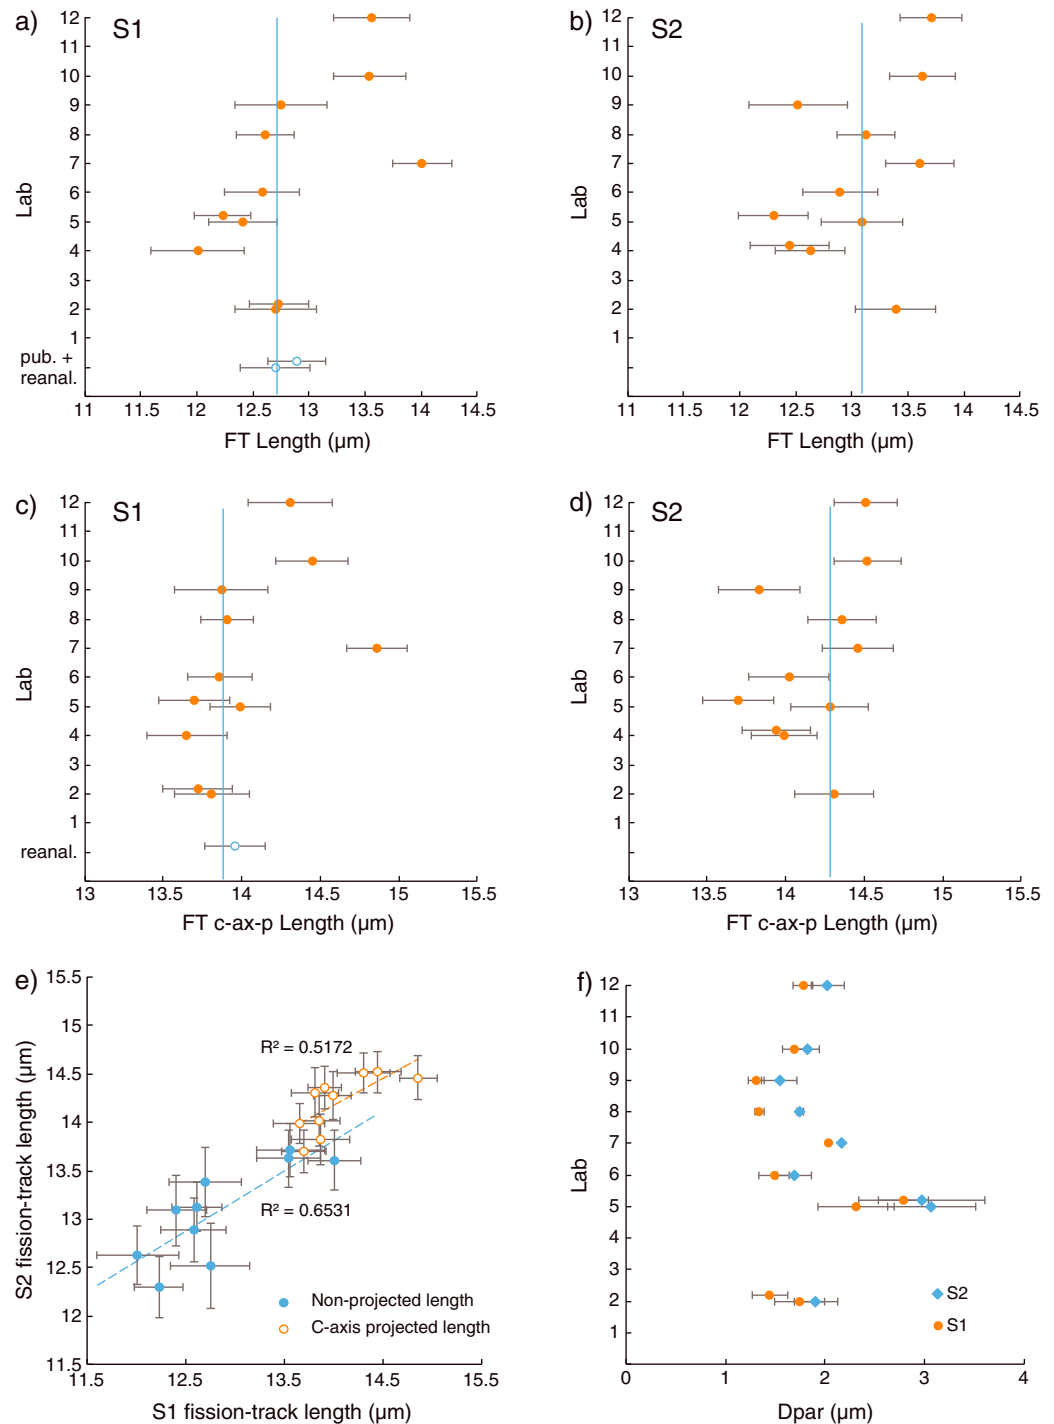 a) S1
12
11
10
9
8
7
6
5
4
3
2
1
pub. +
reanal.
Lab
11 11.5 12 12.5 13 13.5 14 14.5
FT Length (µm)
b) S2
12
11
10
9
8
7
6
5
4
3
2
1
Lab
11 11.5 12 12.5 13 13.5 14 14.5
FT Length (µm)
c) S1
12
11
10
9
8
7
6
5
4
3
2
1
reanal.
Lab
13 13.5 14 14.5 15 15.5
FT c-ax-p Length (µm)
d) S2
12
11
10
9
8
7
6
5
4
3
2
1
Lab
13 13.5 14 14.5 15 15.5
FT c-ax-p Length (µm)
e)
15.5
15
14.5
14
13.5
13
12.5
12
11.5
S2 fission-track length (µm)
R² = 0.5172
R² = 0.6531
Non-projected length
C-axis projected length
11.5 12.5 13.5 14.5 15.5
S1 fission-track length (µm)
f)
12
11
10
9
8
7
6
5
4
3
2
1
Lab
S2
S1
0 1 2 3 4
Dpar